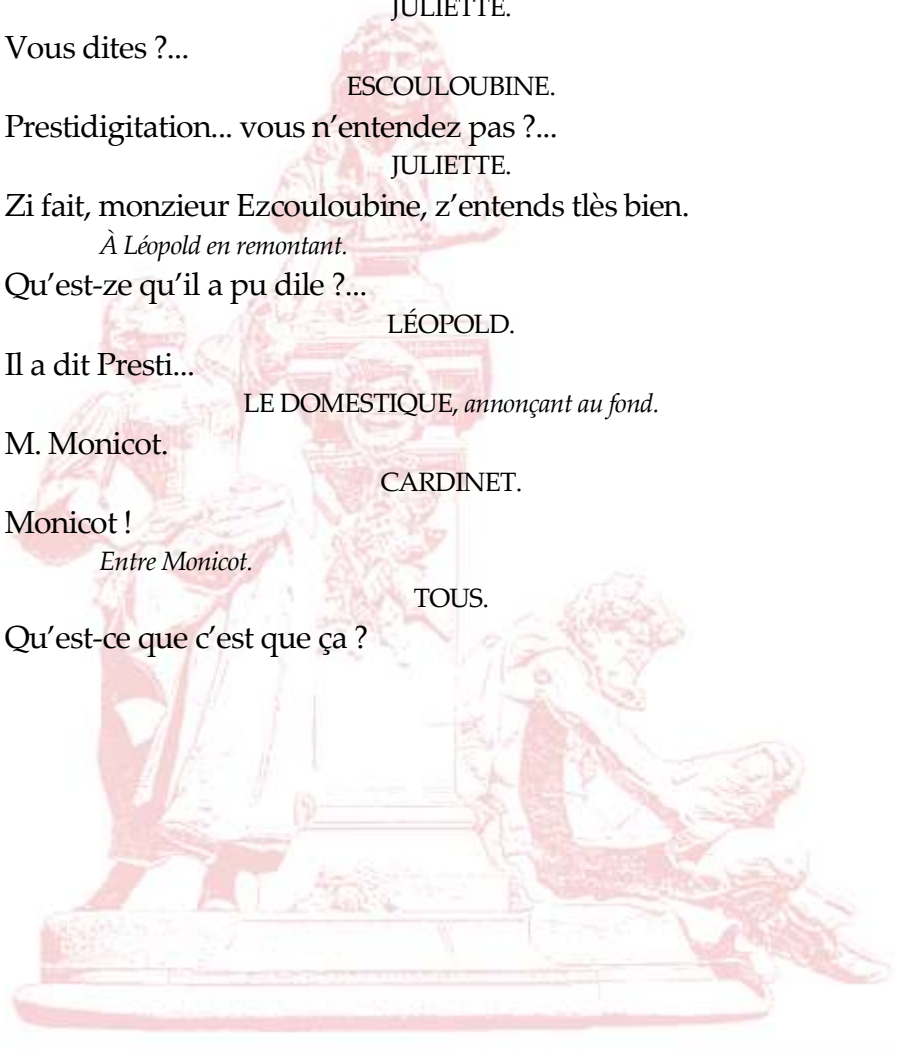 JULIETTE.
Vous dites ?...
ESCOULOUBINE.
Prestidigitation... vous n’entendez pas ?...
JULIETTE.
Zi fait, monzieur Ezcouloubine, z’entends tlès bien.
À Léopold en remontant.
Qu’est-ze qu’il a pu dile ?...
LÉOPOLD.
Il a dit Presti...
LE DOMESTIQUE, annonçant au fond.
M. Monicot.
CARDINET.
Monicot !
Entre Monicot.
TOUS.
Qu’est-ce que c’est que ça ?